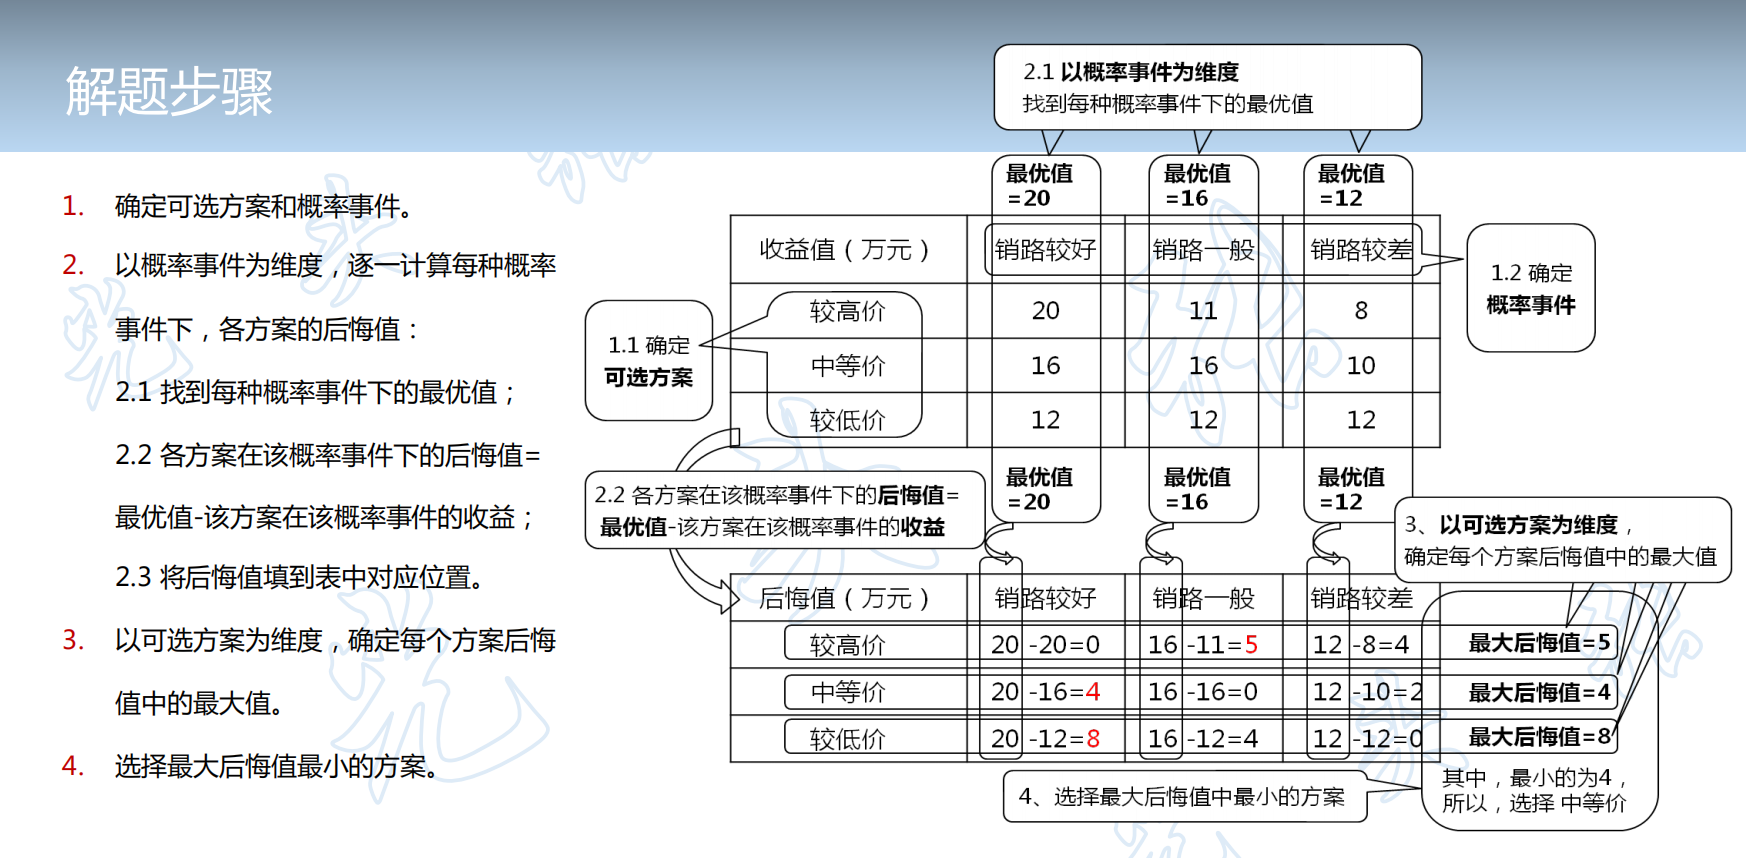 解题步骤
1. 确定可选方案和概率事件。
2. 以概率事件为维度，逐一计算每种概率
事件下，各方案的后悔值：
2.1 找到每种概率事件下的最优值；
2.2 各方案在该概率事件下的后悔值=
最优值-该方案在该概率事件的收益；
2.3 将后悔值填到表中对应位置。
3. 以可选方案为维度，确定每个方案后悔
值中的最大值。
4. 选择最大后悔值最小的方案。
2.1 以概率事件为维度
找到每种概率事件下的最优值
最优值 最优值 最优值
=20 =16 =12
收益值（万元） 销路较好 销路一般 销路较差
较高价 20 11 8
中等价 16 16 10
较低价 12 12 12
1.1 确定
可选方案
1.2 确定
概率事件
最优值 最优值 最优值
=20 =16 =12
2.2 各方案在该概率事件下的后悔值=
最优值-该方案在该概率事件的收益
3、以可选方案为维度，
确定每个方案后悔值中的最大值
后悔值（万元） 销路较好 销路一般 销路较差
较高价 20 -20=0 16 -11=5 12 -8=4 最大后悔值=5
中等价 20 -16=4 16 -16=0 12 -10=2 最大后悔值=4
较低价 20 -12=8 16 -12=4 12 -12=0 最大后悔值=8
其中，最小的为4，
所以，选择 中等价
4、选择最大后悔值中最小的方案